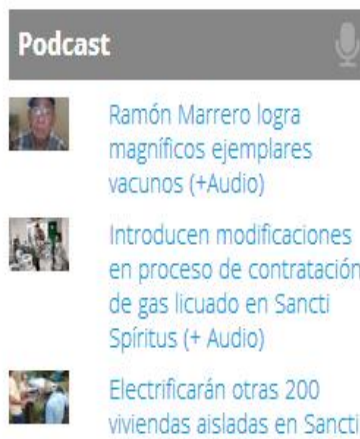 Podcast
Ramón Marrero logra
magníficos ejemplares
vacunos (+Audio)
Introducen modificaciones
en proceso de contratación
de gas licuado en Sancti
Spíritus (+ Audio)
Electrificarán otras 200
viviendas aisladas en Sancti